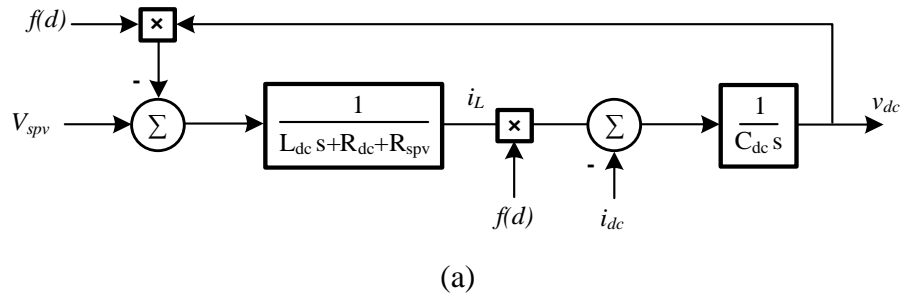 f(d)
×
-
V_spv
Σ
1
L_dc s+R_dc+R_spv
i_L
×
f(d)
Σ
-
i_dc
1
C_dc s
v_dc
(a)